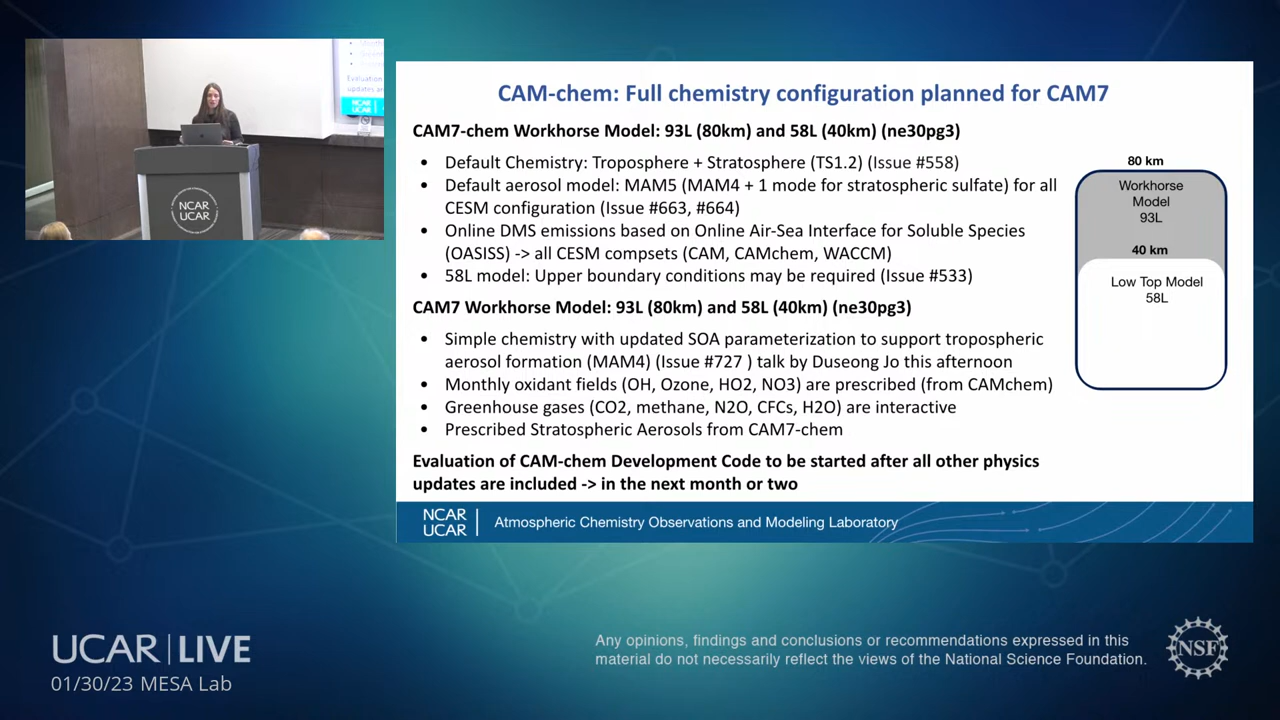 Evaluation
updates are
NCAR
UCAR
CAM-chem: Full chemistry configuration planned for CAM7
CAM7-chem Workhorse Model: 93L (80km) and 58L (40km) (ne30pg3)
• Default Chemistry: Troposphere + Stratosphere (TS1.2) (Issue #558)
• Default aerosol model: MAM5 (MAM4 + 1 mode for stratospheric sulfate) for all
CESM configuration (Issue #663, #664)
• Online DMS emissions based on Online Air-Sea Interface for Soluble Species
(OASISS) -> all CESM compsets (CAM, CAMchem, WACCM)
• 58L model: Upper boundary conditions may be required (Issue #533)
CAM7 Workhorse Model: 93L (80km) and 58L (40km) (ne30pg3)
• Simple chemistry with updated SOA parameterization to support tropospheric
aerosol formation (MAM4) (Issue #727 ) talk by Duseong Jo this afternoon
• Monthly oxidant fields (OH, Ozone, HO2, NO3) are prescribed (from CAMchem)
• Greenhouse gases (CO2, methane, N2O, CFCs, H2O) are interactive
• Prescribed Stratospheric Aerosols from CAM7-chem
Evaluation of CAM-chem Development Code to be started after all other physics
updates are included -> in the next month or two
80 km
Workhorse
Model
93L
40 km
Low Top Model
58L
NCAR
UCAR
Atmospheric Chemistry Observations and Modeling Laboratory
UCAR | LIVE
01/30/23 MESA Lab
Any opinions, findings and conclusions or recommendations expressed in this
material do not necessarily reflect the views of the National Science Foundation.
NSF